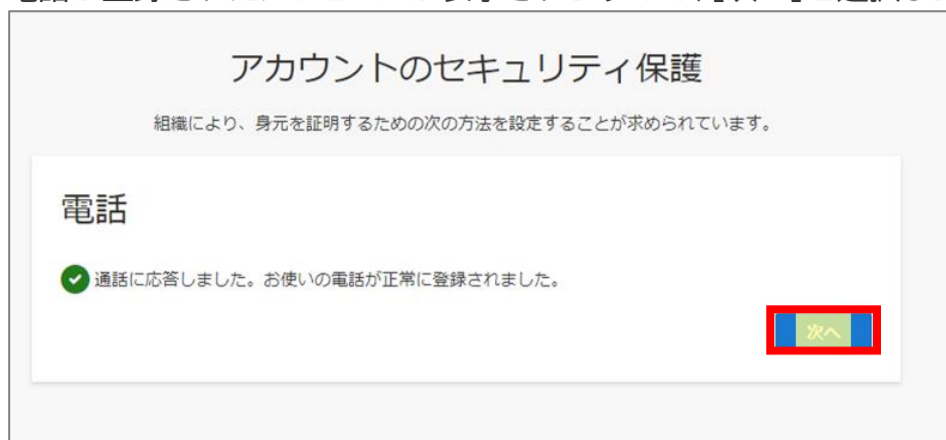 アカウントのセキュリティ保護
組織により、身元を証明するための次の方法を設定することが求められています。
電話
通話に応答しました。お使いの電話が正常に登録されました。
次へ